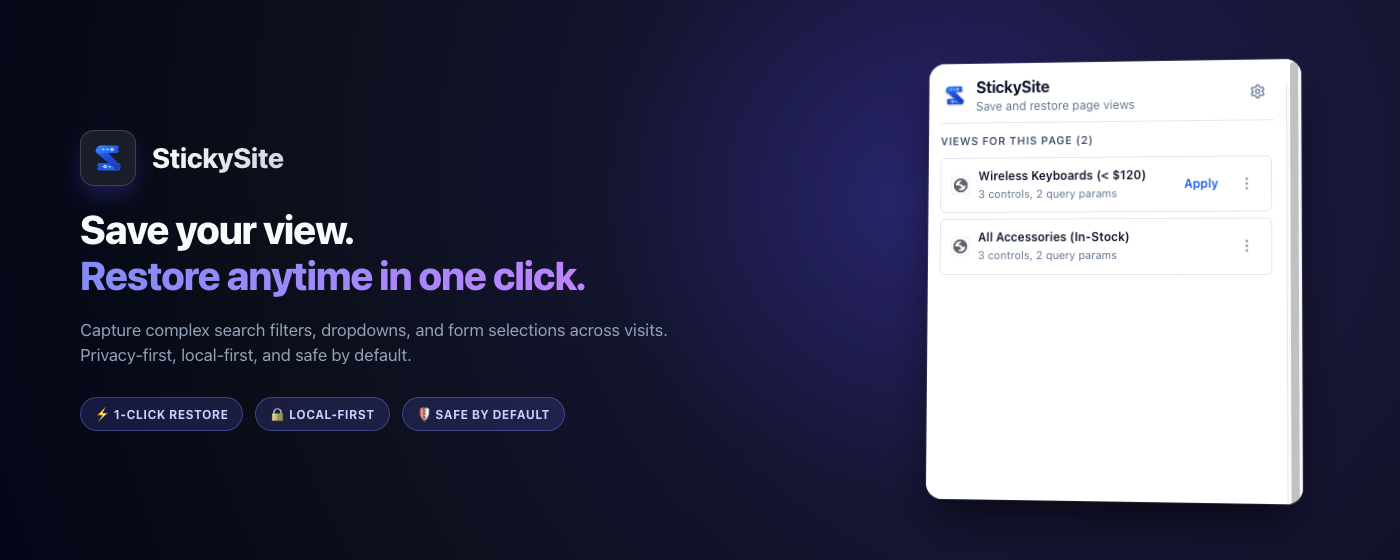 StickySite
Save your view.
Restore anytime in one click.
Capture complex search filters, dropdowns, and form selections across visits.
Privacy-first, local-first, and safe by default.
⚡ 1-CLICK RESTORE
🔒 LOCAL-FIRST
🛡️ SAFE BY DEFAULT
StickySite
Save and restore page views
VIEWS FOR THIS PAGE (2)
Wireless Keyboards (< $120)
3 controls, 2 query params
Apply
All Accessories (In-Stock)
3 controls, 2 query params